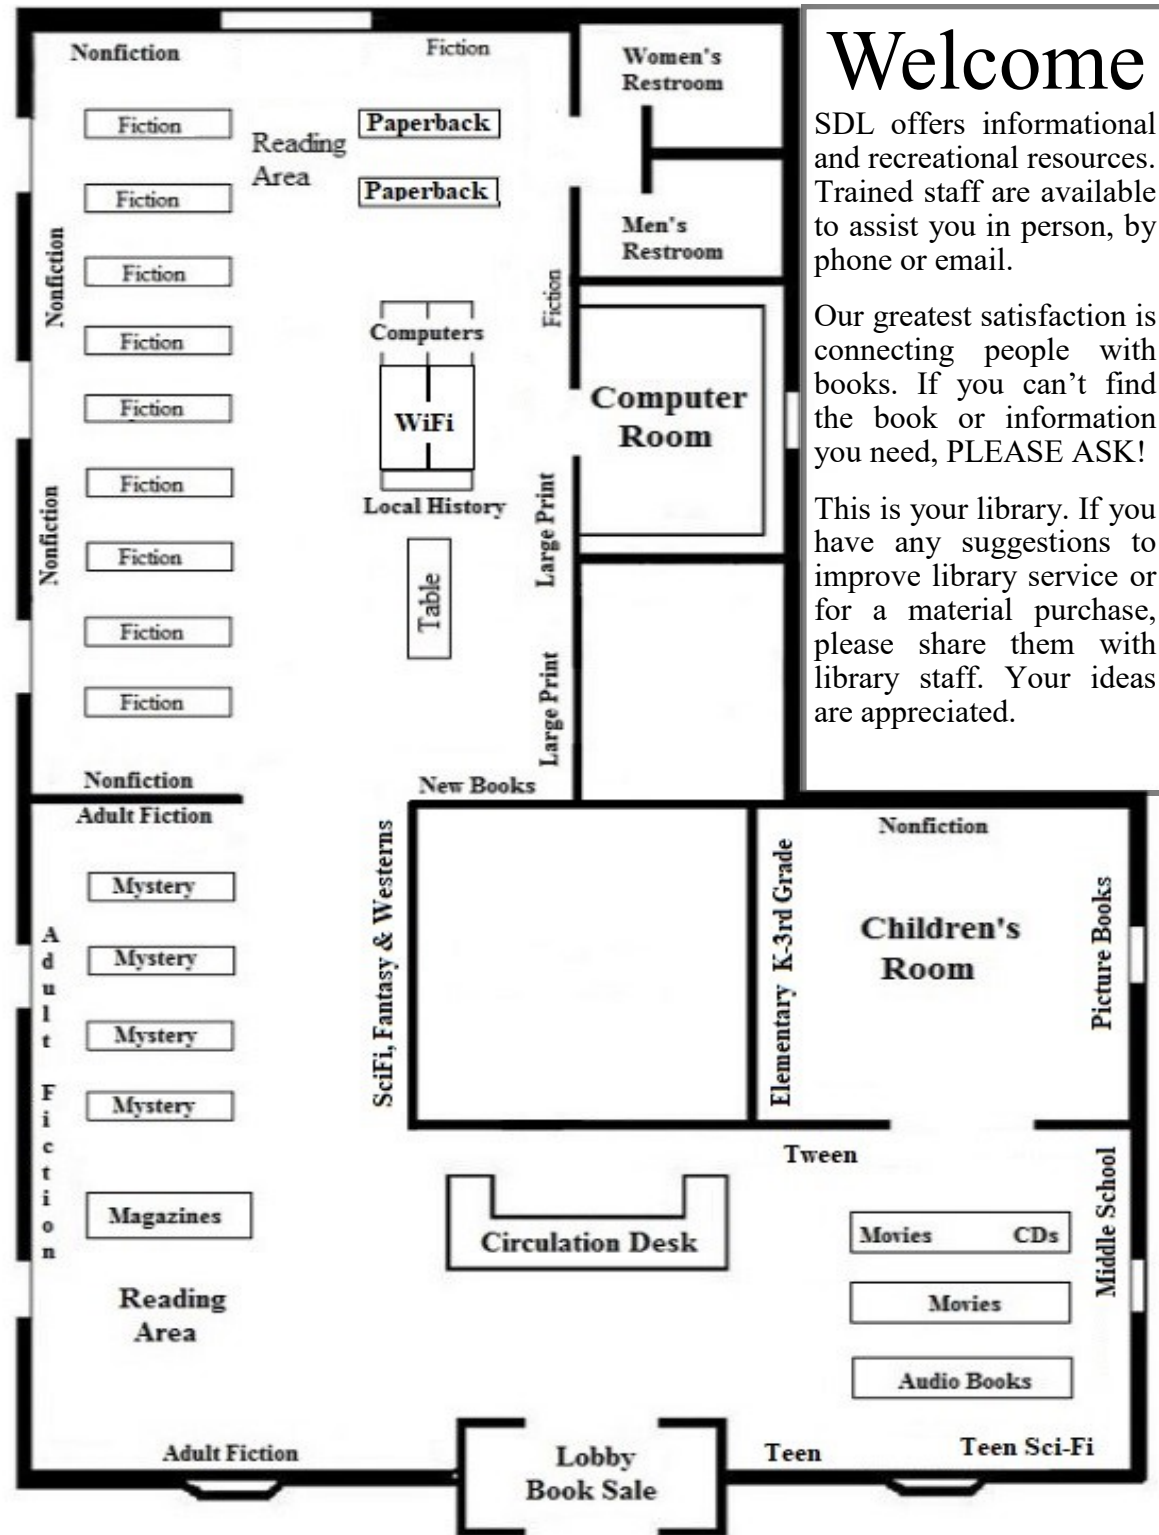 Welcome
SDL offers informational
and recreational resources.
Trained staff are available
to assist you in person, by
phone or email.
Our greatest satisfaction is
connecting people with
books. If you can’t find
the book or information
you need, PLEASE ASK!
This is your library. If you
have any suggestions to
improve library service or
for a material purchase,
please share them with
library staff. Your ideas
are appreciated.
Nonfiction
Fiction
Women's
Restroom
Fiction
Reading
Area
Paperback
Fiction
Paperback
Men's
Restroom
Nonfiction
Fiction
Fiction
Fiction
Computers
Fiction
WiFi
Computer
Room
Nonfiction
Fiction
Local History
Large Print
Fiction
Table
Fiction
Fiction
Large Print
Nonfiction
New Books
Adult Fiction
Mystery
Mystery
Mystery
Mystery
Adult Fiction
SciFi, Fantasy & Westerns
Nonfiction
Elementary K-3rd Grade
Children's
Room
Picture Books
Tween
Middle School
Magazines
Circulation Desk
Movies CDs
Movies
Audio Books
Reading
Area
Adult Fiction
Lobby
Book Sale
Teen
Teen Sci-Fi